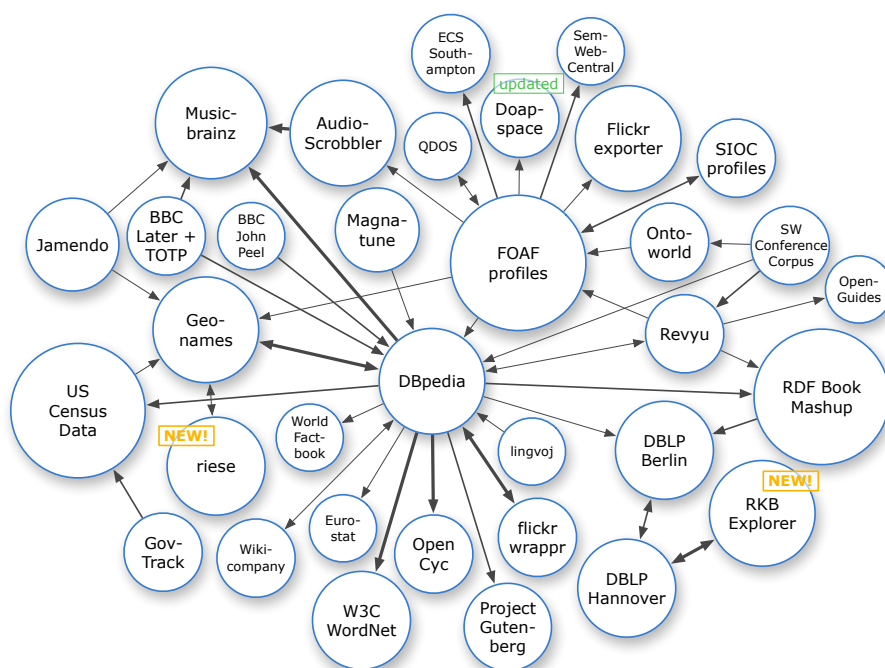 ECS
South-
ampton
Sem-
Web-
Central
updated
Doap-
space
Music-
brainz
Audio-
Scrobbler
QDOS
Flickr
exporter
SIOC
profiles
Jamendo
BBC
Later +
TOTP
BBC
John
Peel
Magna-
tune
FOAF
profiles
Onto-
world
SW
Conference
Corpus
Open-
Guides
Geo-
names
Revyu
US
Census
Data
DBpedia
RDF Book
Mashup
NEW!
riese
World
Fact-
book
lingvoj
DBLP
Berlin
NEW!
RKB
Explorer
Gov-
Track
Wiki-
company
Euro-
stat
Open
Cyc
flickr
wrappr
DBLP
Hannover
W3C
WordNet
Project
Guten-
berg